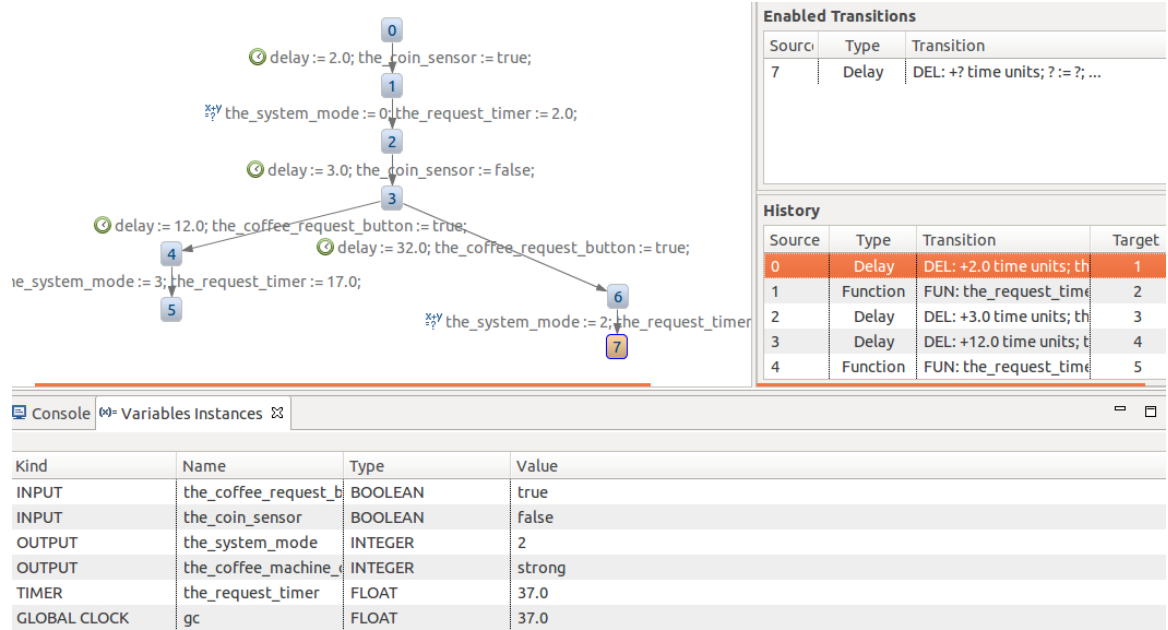 0
delay := 2.0; the_coin_sensor := true;
1
x+y =? the_system_mode := 0; the_request_timer := 2.0;
2
delay := 3.0; the_coin_sensor := false;
3
delay := 12.0; the_coffee_request_button := true;
delay := 32.0; the_coffee_request_button := true;
4
e_system_mode := 3; the_request_timer := 17.0;
5
6
x+y =? the_system_mode := 2; the_request_timer
7
Enabled Transitions
Sourc Type Transition
7 Delay DEL: +? time units; ? := ?; ...
History
Source Type Transition Target
0 Delay DEL: +2.0 time units; th 1
1 Function FUN: the_request_time 2
2 Delay DEL: +3.0 time units; th 3
3 Delay DEL: +12.0 time units; t 4
4 Function FUN: the_request_time 5
Console (x)= Variables Instances
Kind Name Type Value
INPUT the_coffee_request_b BOOLEAN true
INPUT the_coin_sensor BOOLEAN false
OUTPUT the_system_mode INTEGER 2
OUTPUT the_coffee_machine_ INTEGER strong
TIMER the_request_timer FLOAT 37.0
GLOBAL CLOCK gc FLOAT 37.0